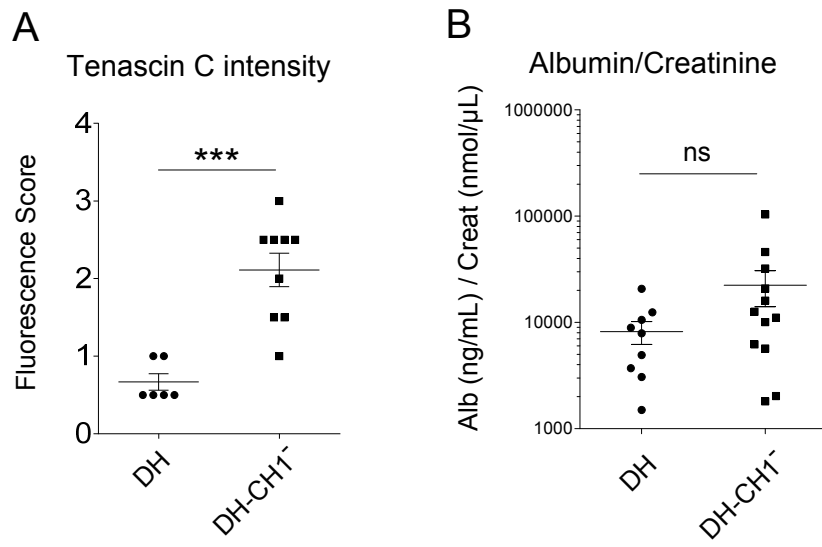 A
Tenascin C intensity
Fluorescence Score
4
3
2
1
0
***
DH
DH-CH1⁻
B
Albumin/Creatinine
Alb (ng/mL) / Creat (nmol/µL)
1000000
100000
10000
1000
ns
DH
DH-CH1⁻